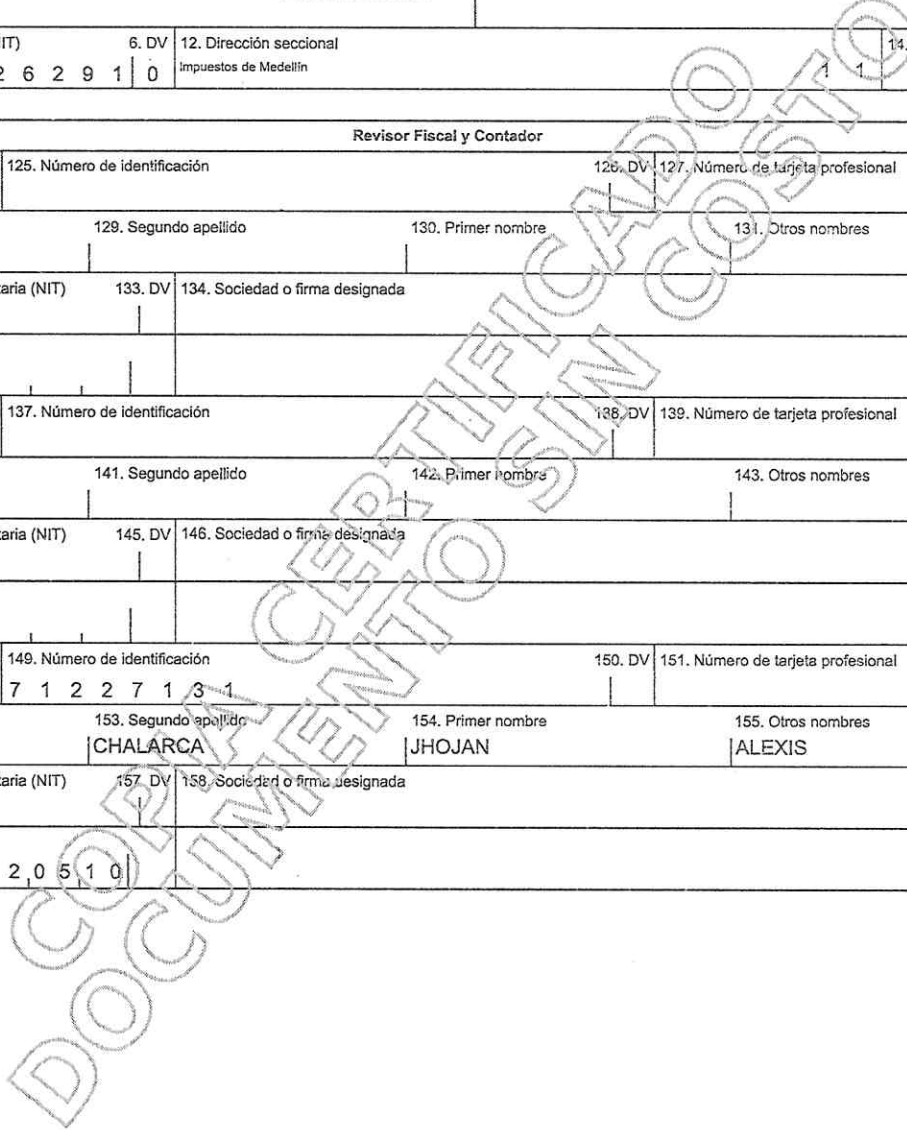 IT) 6. DV 12. Dirección seccional 14.
2 6 2 9 1 0 Impuestos de Medellín 1 1
Revisor Fiscal y Contador
125. Número de identificación 126. DV 127. Número de tarjeta profesional
129. Segundo apellido 130. Primer nombre 131. Otros nombres
taria (NIT) 133. DV 134. Sociedad o firma designada
137. Número de identificación 138. DV 139. Número de tarjeta profesional
141. Segundo apellido 142. Primer nombre 143. Otros nombres
taria (NIT) 145. DV 146. Sociedad o firma designada
149. Número de identificación 150. DV 151. Número de tarjeta profesional
7 1 2 2 7 1 3 1
153. Segundo apellido 154. Primer nombre 155. Otros nombres
CHALARCA JHOJAN ALEXIS
taria (NIT) 157. DV 158. Sociedad o firma designada
2 0 5 1 0
COPIA CERTIFICADO
DOCUMENTO SIN COSTO